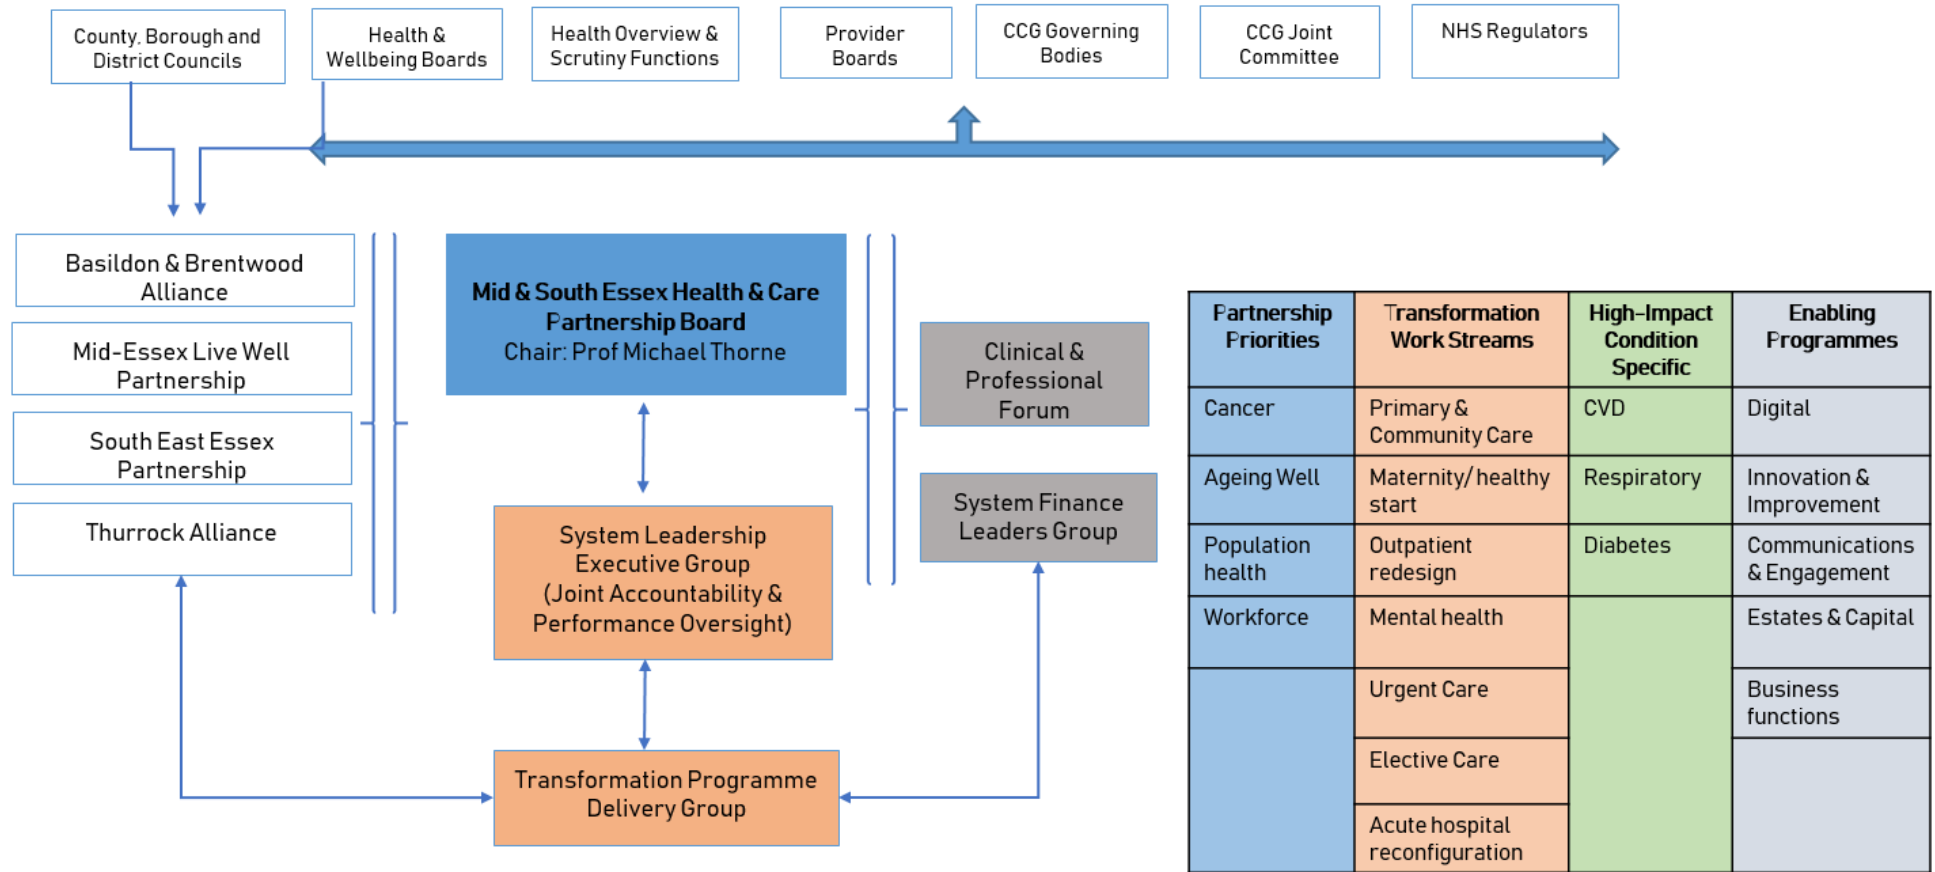 County, Borough and
District Councils
Health &
Wellbeing Boards
Health Overview &
Scrutiny Functions
Provider
Boards
CCG Governing
Bodies
CCG Joint
Committee
NHS Regulators
Basildon & Brentwood
Alliance
Mid-Essex Live Well
Partnership
South East Essex
Partnership
Thurrock Alliance
Mid & South Essex Health & Care
Partnership Board
Chair: Prof Michael Thorne
System Leadership
Executive Group
(Joint Accountability &
Performance Oversight)
Transformation Programme
Delivery Group
Clinical &
Professional
Forum
System Finance
Leaders Group
Partnership
Priorities
Transformation
Work Streams
High-Impact
Condition
Specific
Enabling
Programmes
Cancer
Primary &
Community Care
CVD
Digital
Ageing Well
Maternity/ healthy
start
Respiratory
Innovation &
Improvement
Population
health
Outpatient
redesign
Diabetes
Communications
& Engagement
Workforce
Mental health
Estates & Capital
Urgent Care
Business
functions
Elective Care
Acute hospital
reconfiguration